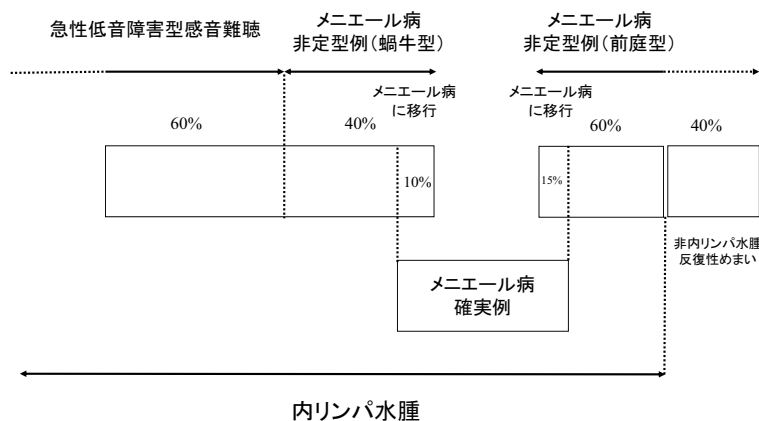 急性低音障害型感音難聴
メニエール病
非定型例(蝸牛型)
メニエール病
非定型例(前庭型)
メニエール病
に移行
メニエール病
に移行
60%
40%
60%
40%
10%
15%
非内リンパ水腫
反復性めまい
メニエール病
確実例
内リンパ水腫